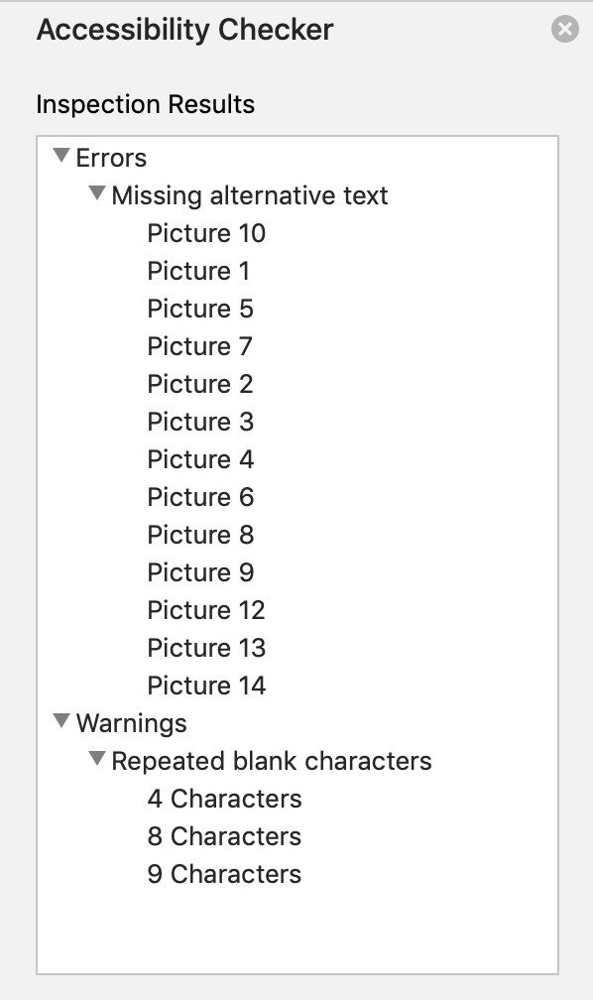 Accessibility Checker
Inspection Results
Errors
Missing alternative text
Picture 10
Picture 1
Picture 5
Picture 7
Picture 2
Picture 3
Picture 4
Picture 6
Picture 8
Picture 9
Picture 12
Picture 13
Picture 14
Warnings
Repeated blank characters
4 Characters
8 Characters
9 Characters